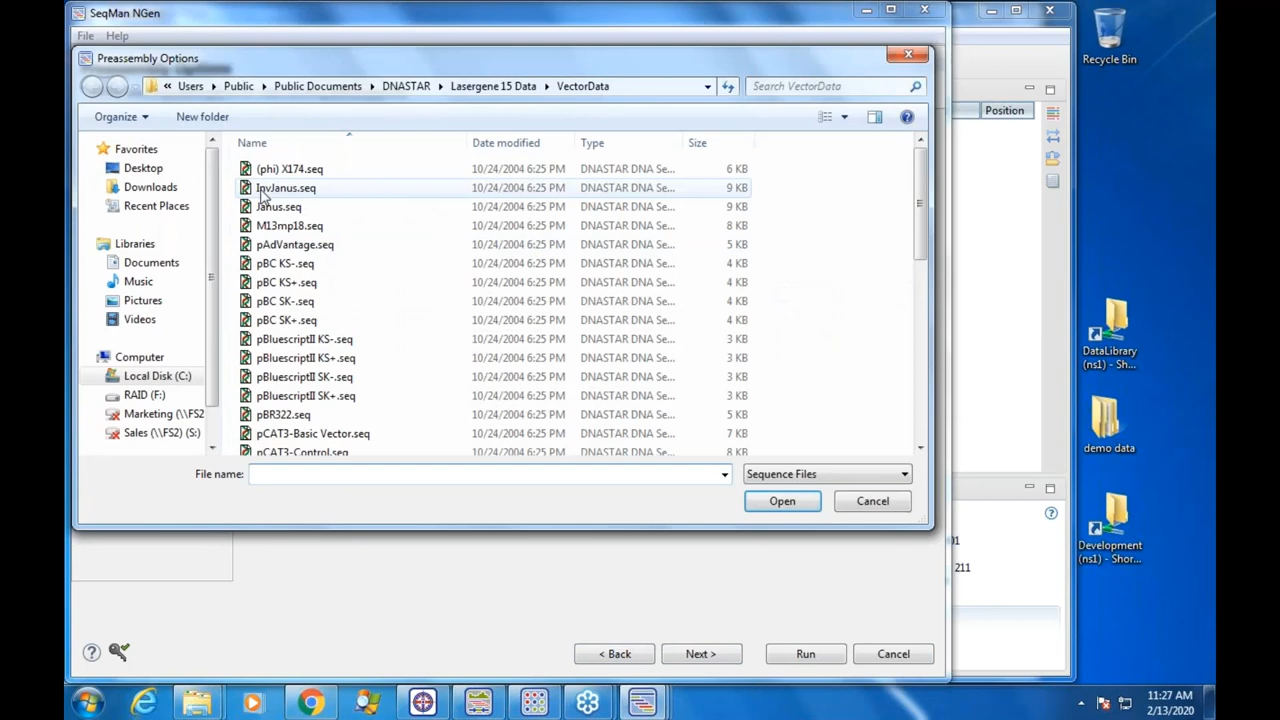 SeqMan NGen
File Help
Preassembly Options
« Users Public Public Documents DNASTAR Lasergene 15 Data VectorData
Search VectorData
Organize New folder
Position
Name Date modified Type Size
Favorites
Desktop
Downloads
Recent Places
Libraries
Documents
Music
Pictures
Videos
Computer
Local Disk (C:)
RAID (F:)
Marketing (\\FS2
Sales (\\FS2) (S:)
(phi) X174.seq 10/24/2004 6:25 PM DNASTAR DNA Se... 6 KB
InvJanus.seq 10/24/2004 6:25 PM DNASTAR DNA Se... 9 KB
Janus.seq 10/24/2004 6:25 PM DNASTAR DNA Se... 9 KB
M13mp18.seq 10/24/2004 6:25 PM DNASTAR DNA Se... 8 KB
pAdVantage.seq 10/24/2004 6:25 PM DNASTAR DNA Se... 5 KB
pBC KS-.seq 10/24/2004 6:25 PM DNASTAR DNA Se... 4 KB
pBC KS+.seq 10/24/2004 6:25 PM DNASTAR DNA Se... 4 KB
pBC SK-.seq 10/24/2004 6:25 PM DNASTAR DNA Se... 4 KB
pBC SK+.seq 10/24/2004 6:25 PM DNASTAR DNA Se... 4 KB
pBluescriptII KS-.seq 10/24/2004 6:25 PM DNASTAR DNA Se... 3 KB
pBluescriptII KS+.seq 10/24/2004 6:25 PM DNASTAR DNA Se... 3 KB
pBluescriptII SK-.seq 10/24/2004 6:25 PM DNASTAR DNA Se... 3 KB
pBluescriptII SK+.seq 10/24/2004 6:25 PM DNASTAR DNA Se... 3 KB
pBR322.seq 10/24/2004 6:25 PM DNASTAR DNA Se... 5 KB
pCAT3-Basic Vector.seq 10/24/2004 6:25 PM DNASTAR DNA Se... 7 KB
pCAT3-Control.seq 10/24/2004 6:25 PM DNASTAR DNA Se... 8 KB
File name: Sequence Files
Open Cancel
01
211
< Back Next > Run Cancel
Recycle Bin
DataLibrary
(ns1) - Sh...
demo data
Development
(ns1) - Shor...
11:27 AM
2/13/2020